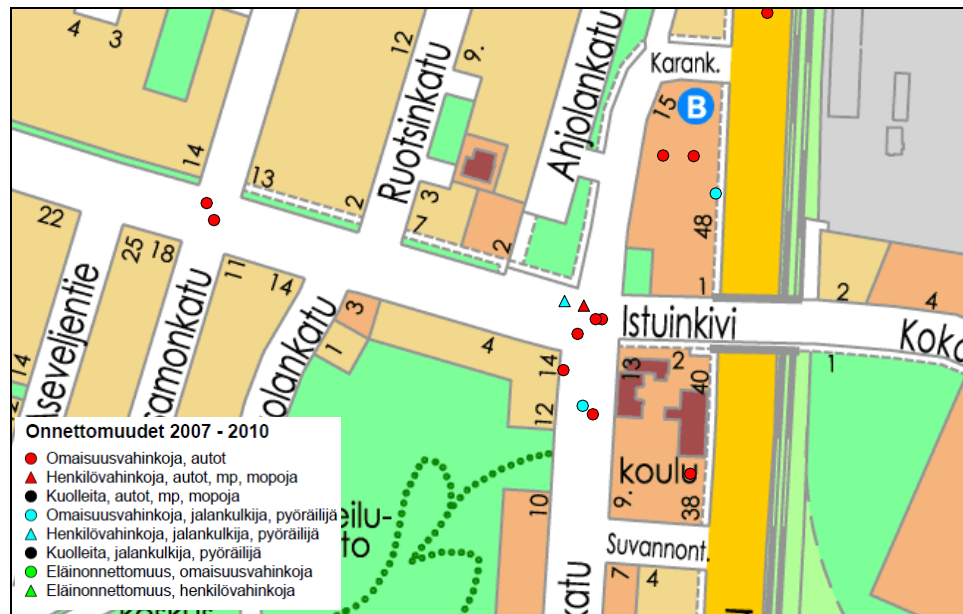 4
3
12
9.
Ruotsinkatu
Ahjolankatu
Karank.
15
B
14
13
2
3
7
2
48
22
25
18
11
14
1
2
4
Istuinkivi
3
4
14
12
1
13
2
40
1
14
Samonkatu
koulu
9.
38
10
Suvannont.
7
4
Onnettomuudet 2007 - 2010
Omaisuusvahinkoja, autot
Henkilövahinkoja, autot, mp, mopoja
Kuolleita, autot, mp, mopoja
Omaisuusvahinkoja, jalankulkija, pyöräilijä
Henkilövahinkoja, jalankulkija, pyöräilijä
Kuolleita, jalankulkija, pyöräilijä
Eläinonnettomuus, omaisuusvahinkoja
Eläinonnettomuus, henkilövahinkoja